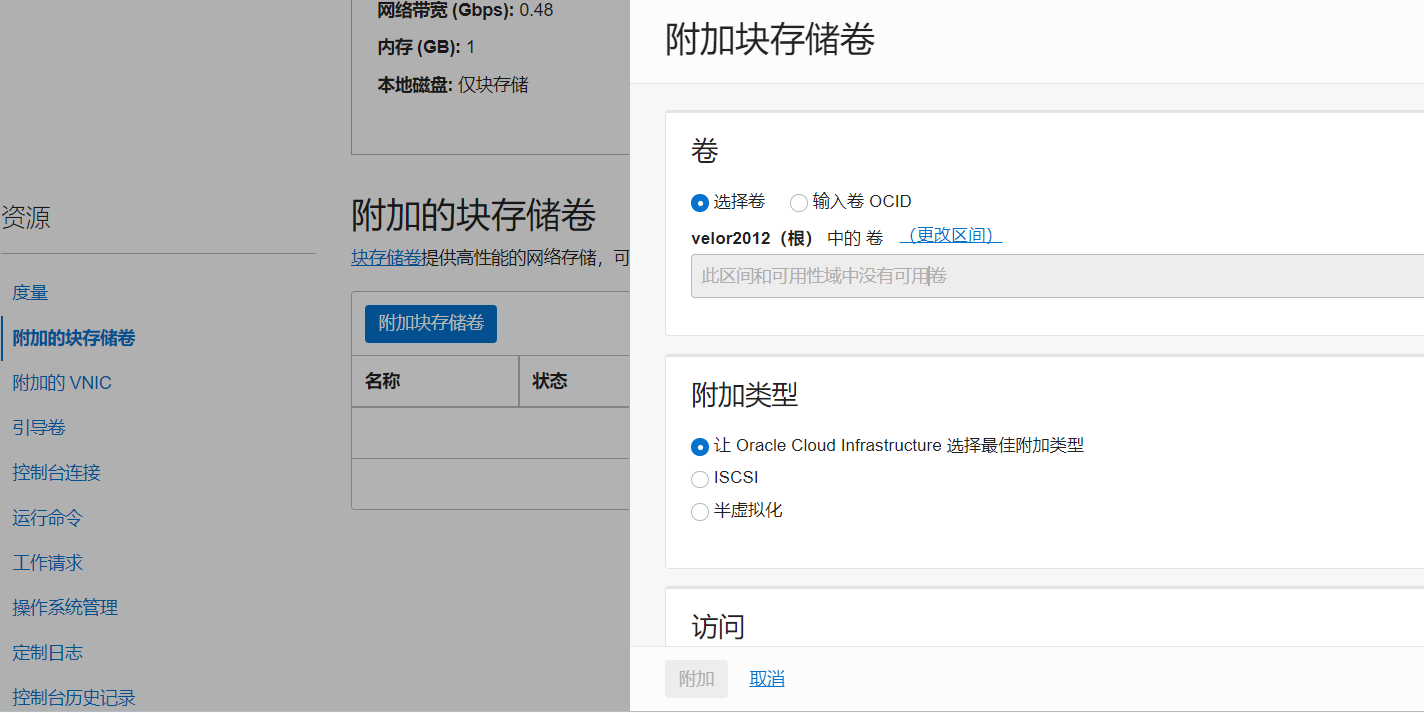 网络带宽 (Gbps): 0.48
内存 (GB): 1
本地磁盘: 仅块存储
资源
度量
附加的块存储卷
附加的 VNIC
引导卷
控制台连接
运行命令
工作请求
操作系统管理
定制日志
控制台历史记录
附加的块存储卷
块存储卷提供高性能的网络存储，可
附加块存储卷
名称 状态
附加块存储卷
卷
选择卷 输入卷 OCID
velor2012（根） 中的 卷 （更改区间）
此区间和可用性域中没有可用卷
附加类型
让 Oracle Cloud Infrastructure 选择最佳附加类型
ISCSI
半虚拟化
访问
附加 取消